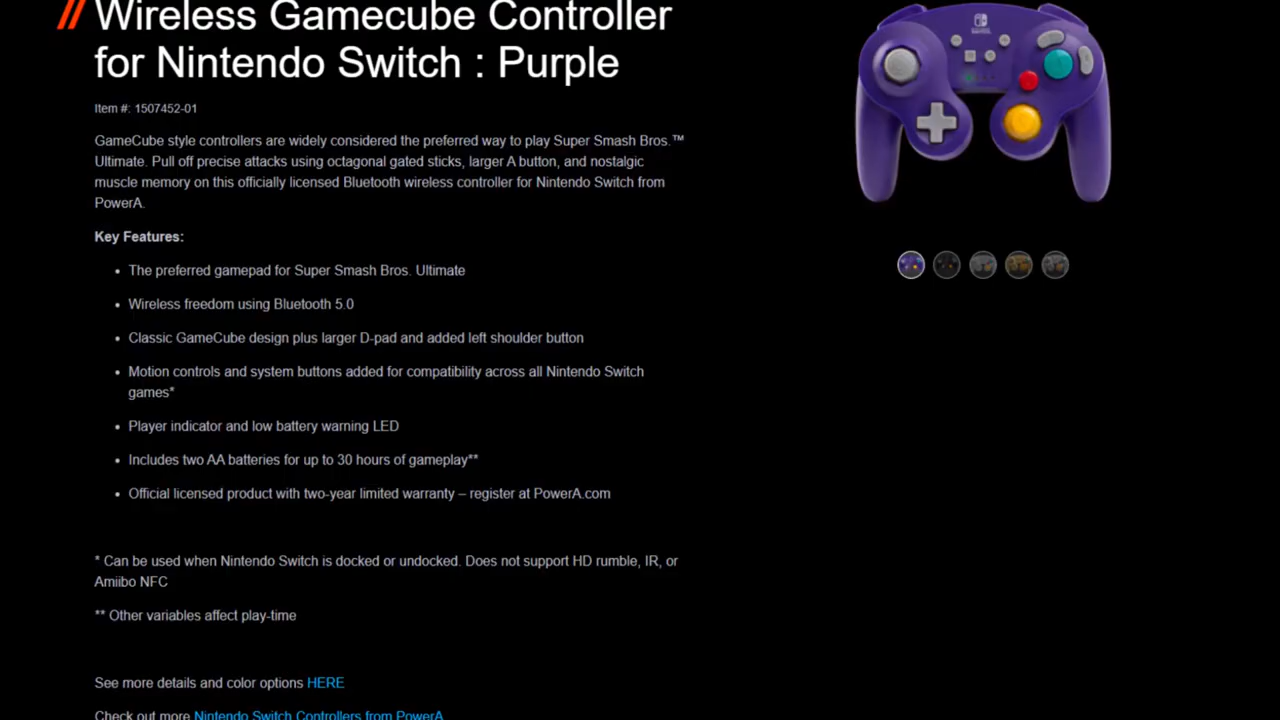 // Wireless Gamecube Controller
for Nintendo Switch : Purple
Item #: 1507452-01
GameCube style controllers are widely considered the preferred way to play Super Smash Bros.™
Ultimate. Pull off precise attacks using octagonal gated sticks, larger A button, and nostalgic
muscle memory on this officially licensed Bluetooth wireless controller for Nintendo Switch from
PowerA.
Key Features:
• The preferred gamepad for Super Smash Bros. Ultimate
• Wireless freedom using Bluetooth 5.0
• Classic GameCube design plus larger D-pad and added left shoulder button
• Motion controls and system buttons added for compatibility across all Nintendo Switch
games*
• Player indicator and low battery warning LED
• Includes two AA batteries for up to 30 hours of gameplay**
• Official licensed product with two-year limited warranty – register at PowerA.com
* Can be used when Nintendo Switch is docked or undocked. Does not support HD rumble, IR, or
Amiibo NFC
** Other variables affect play-time
See more details and color options HERE
Check out more Nintendo Switch Controllers from PowerA